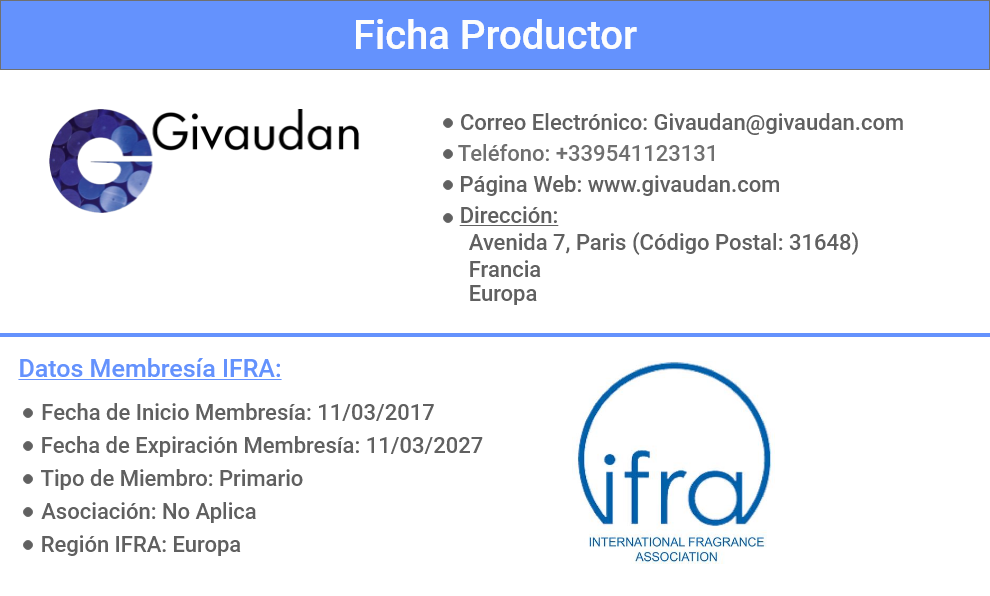 Ficha Productor
Givaudan
Correo Electrónico: Givaudan@givaudan.com
Teléfono: +339541123131
Página Web: www.givaudan.com
Dirección:
Avenida 7, Paris (Código Postal: 31648)
Francia
Europa
Datos Membresía IFRA:
Fecha de Inicio Membresía: 11/03/2017
Fecha de Expiración Membresía: 11/03/2027
Tipo de Miembro: Primario
Asociación: No Aplica
Región IFRA: Europa
ifra
INTERNATIONAL FRAGRANCE
ASSOCIATION